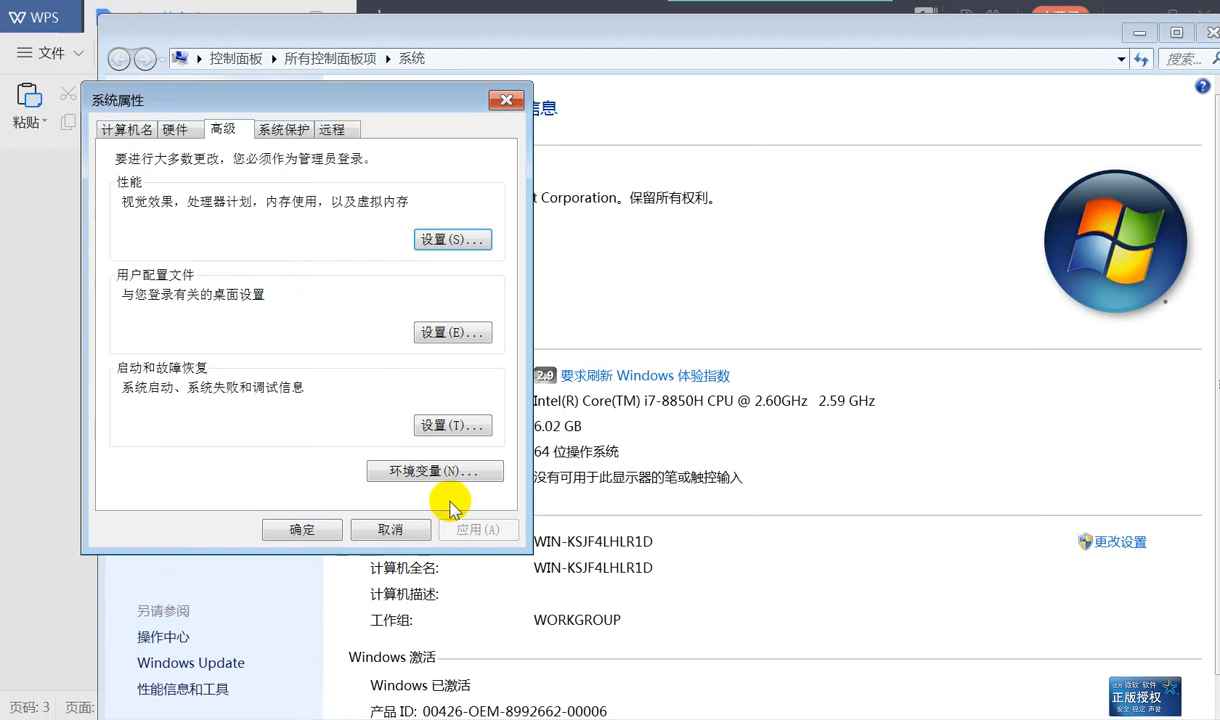 WPS
文件
粘贴
控制面板 所有控制面板项 系统
搜索...
系统属性
计算机名 硬件 高级 系统保护 远程
要进行大多数更改，您必须作为管理员登录。
性能
视觉效果，处理器计划，内存使用，以及虚拟内存
设置(S)...
用户配置文件
与您登录有关的桌面设置
设置(E)...
启动和故障恢复
系统启动、系统失败和调试信息
设置(T)...
环境变量(N)...
确定 取消 应用(A)
信息
t Corporation。保留所有权利。
2.9 要求刷新 Windows 体验指数
Intel(R) Core(TM) i7-8850H CPU @ 2.60GHz 2.59 GHz
6.02 GB
64 位操作系统
没有可用于此显示器的笔或触控输入
WIN-KSJF4LHLR1D
更改设置
计算机全名: WIN-KSJF4LHLR1D
计算机描述:
工作组: WORKGROUP
Windows 激活
Windows 已激活
产品 ID: 00426-OEM-8992662-00006
另请参阅
操作中心
Windows Update
性能信息和工具
使用 微软 软件
正版授权
安全 稳定 声誉
页码: 3 页面: